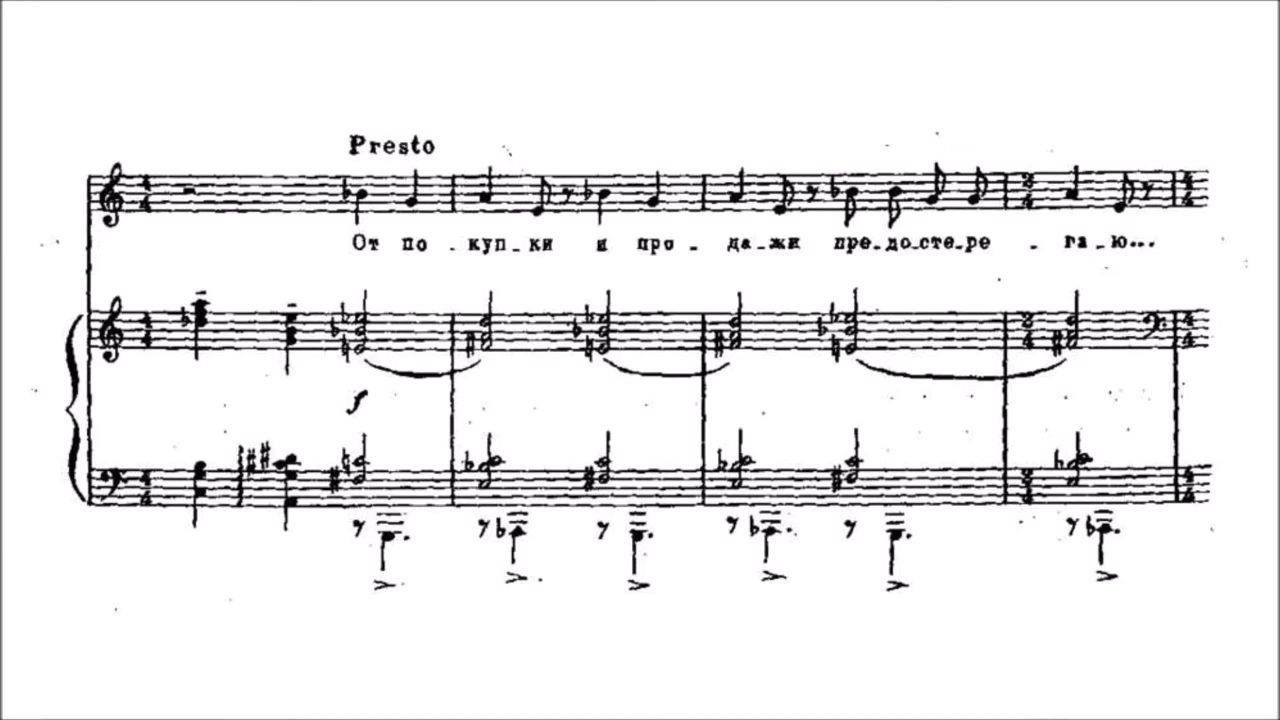 Presto
От по - куп - ки и про - да - жи пре - до - сте - ре - га - ю...